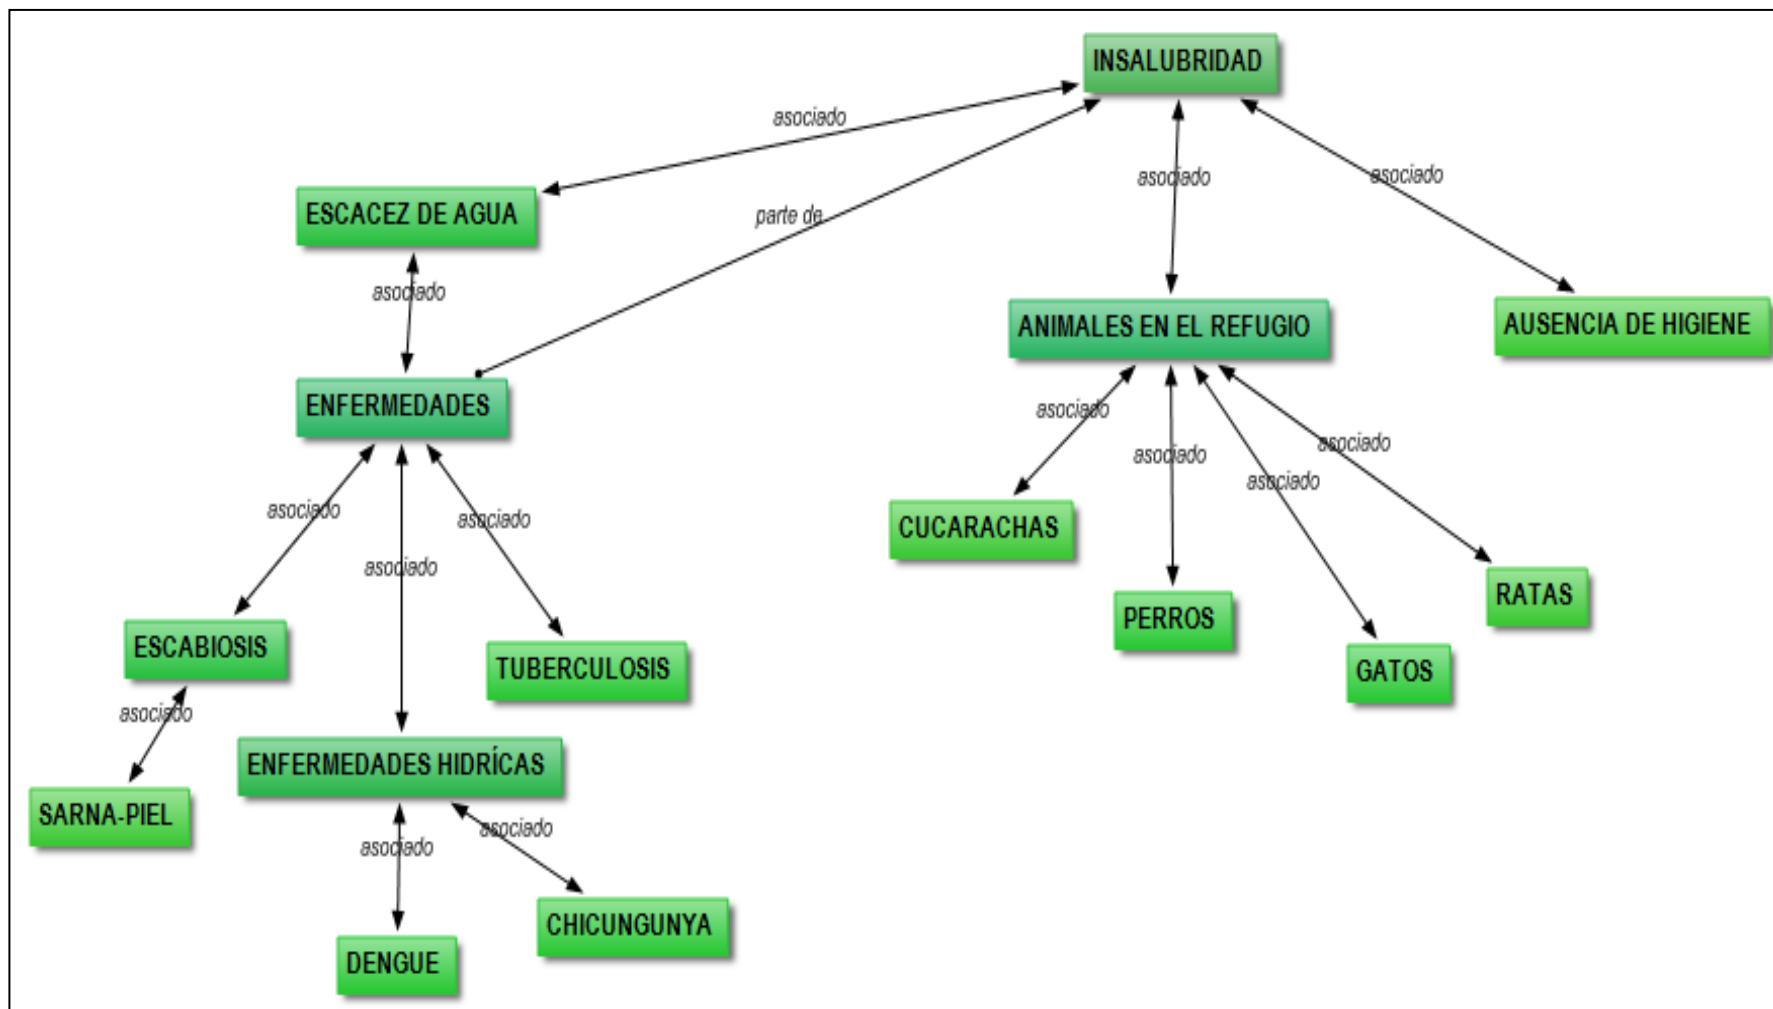 INSALUBRIDAD
asociado
asociado
asociado
parte de
ESCACEZ DE AGUA
asociado
ANIMALES EN EL REFUGIO
AUSENCIA DE HIGIENE
ENFERMEDADES
asociado
asociado
asociado
asociado
asociado
asociado
asociado
CUCARACHAS
PERROS
RATAS
GATOS
ESCABIOSIS
TUBERCULOSIS
asociado
ENFERMEDADES HIDRÍCAS
SARNA-PIEL
asociado
asociado
CHICUNGUNYA
DENGUE